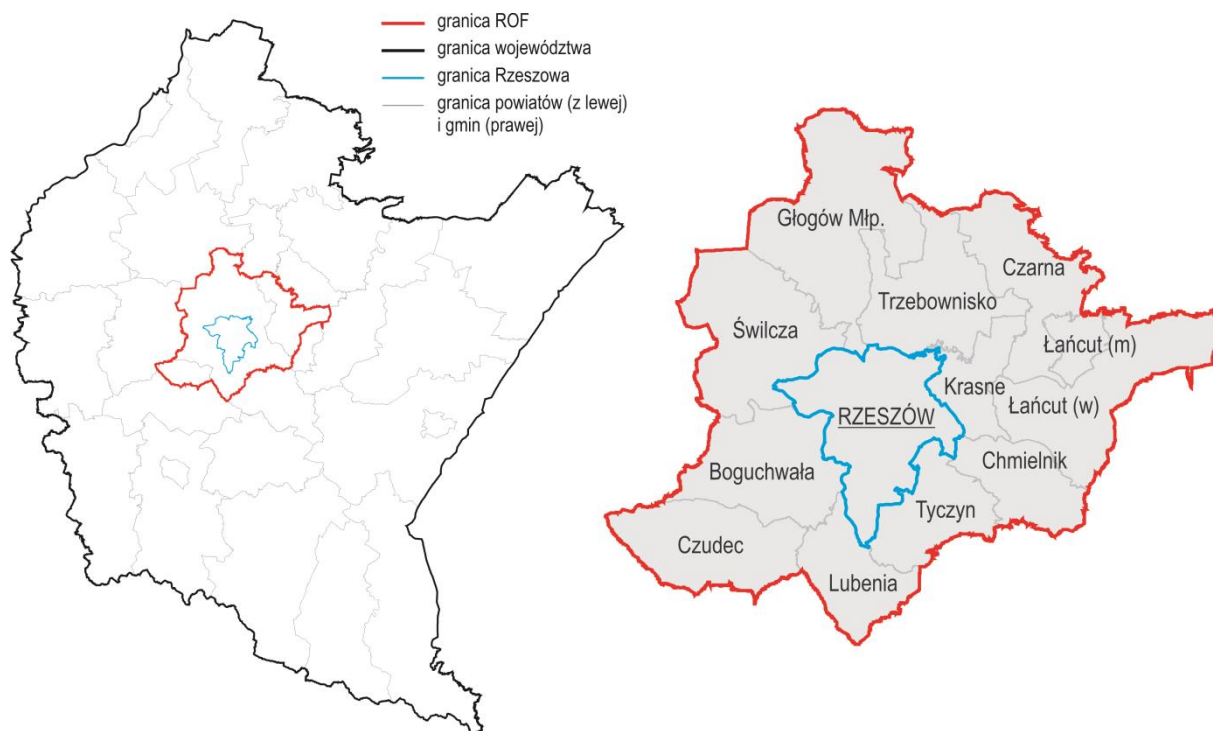 granica ROF
granica województwa
granica Rzeszowa
granica powiatów (z lewej)
i gmin (prawej)
Głogów Młp.
Czarna
Trzebownisko
Świlcza
Łańcut (m)
Krasne
Łańcut (w)
RZESZÓW
Chmielnik
Boguchwała
Tyczyn
Czudec
Lubenia